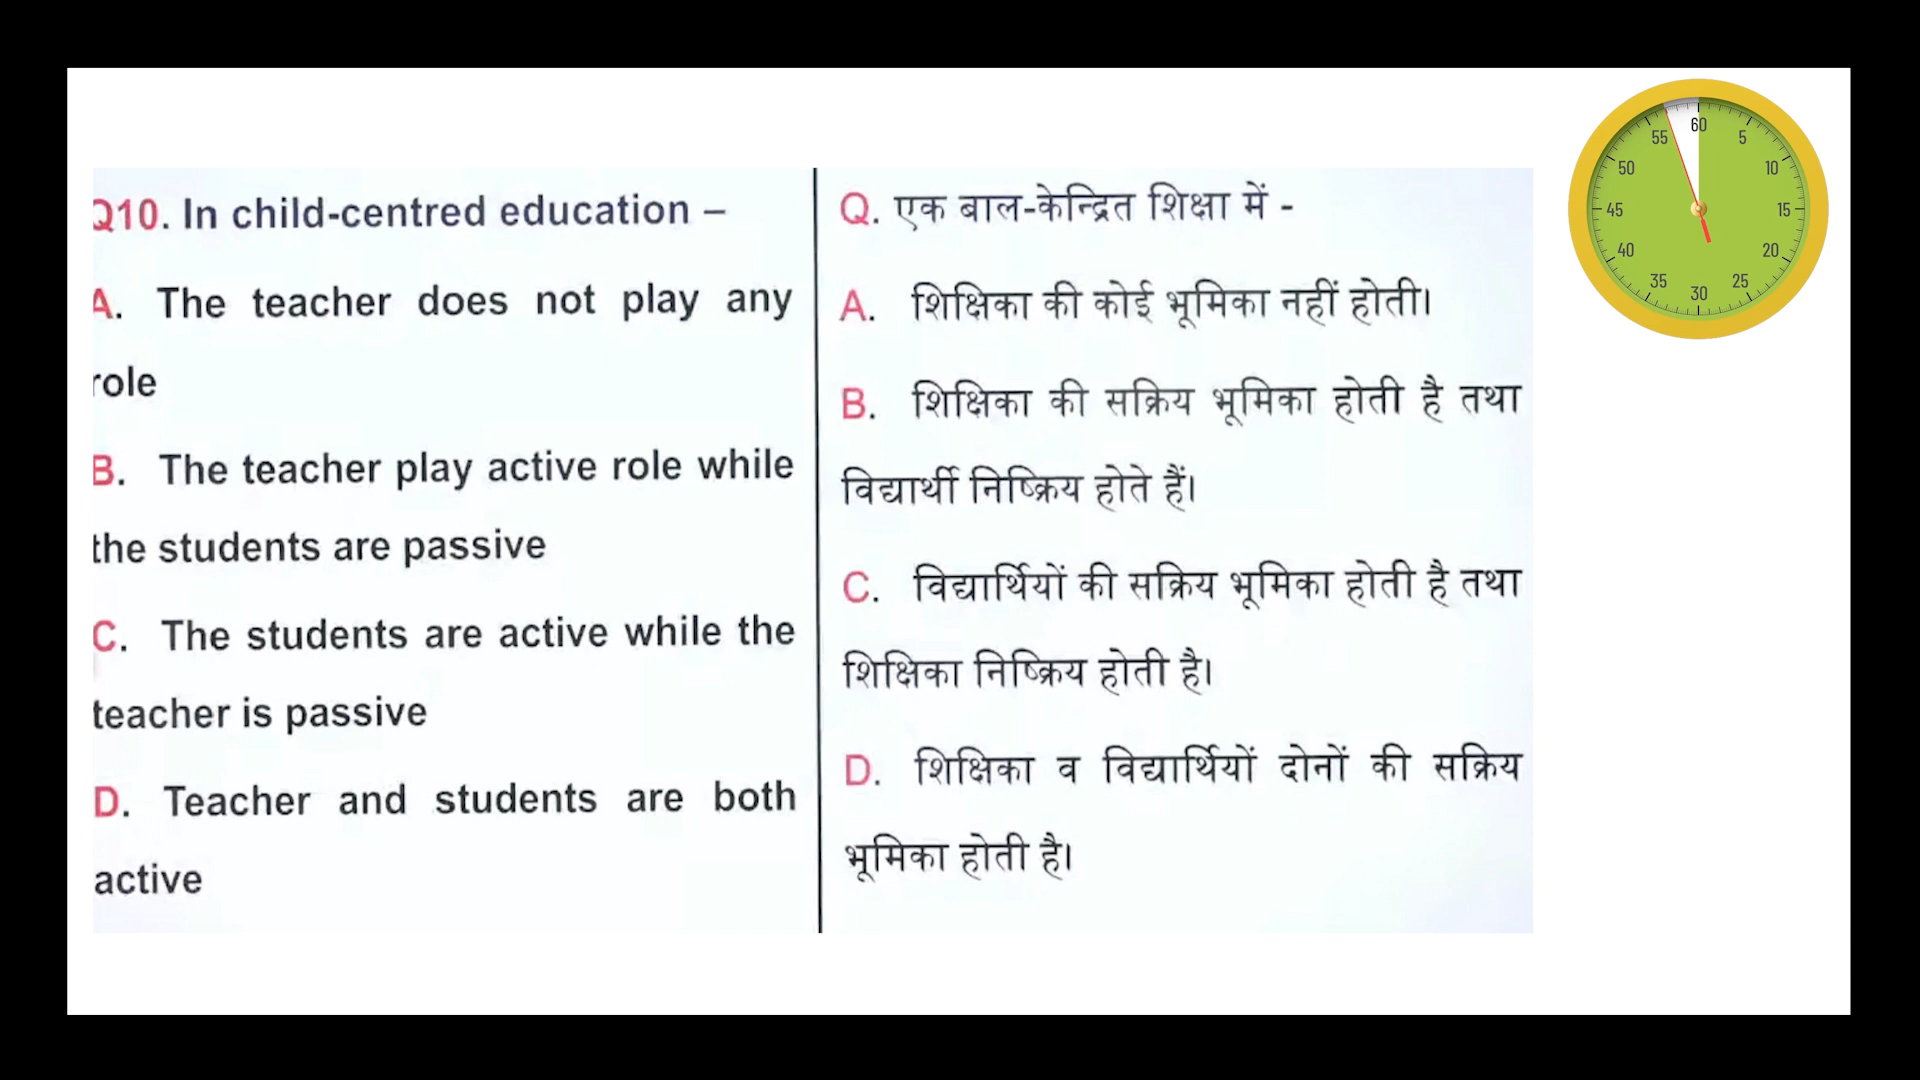 Q10. In child-centred education –
A. The teacher does not play any
role
B. The teacher play active role while
the students are passive
C. The students are active while the
teacher is passive
D. Teacher and students are both
active
Q. एक बाल-केन्द्रित शिक्षा में -
A. शिक्षिका की कोई भूमिका नहीं होती।
B. शिक्षिका की सक्रिय भूमिका होती है तथा
विद्यार्थी निष्क्रिय होते हैं।
C. विद्यार्थियों की सक्रिय भूमिका होती है तथा
शिक्षिका निष्क्रिय होती है।
D. शिक्षिका व विद्यार्थियों दोनों की सक्रिय
भूमिका होती है।
60
5
10
15
20
25
30
35
40
45
50
55